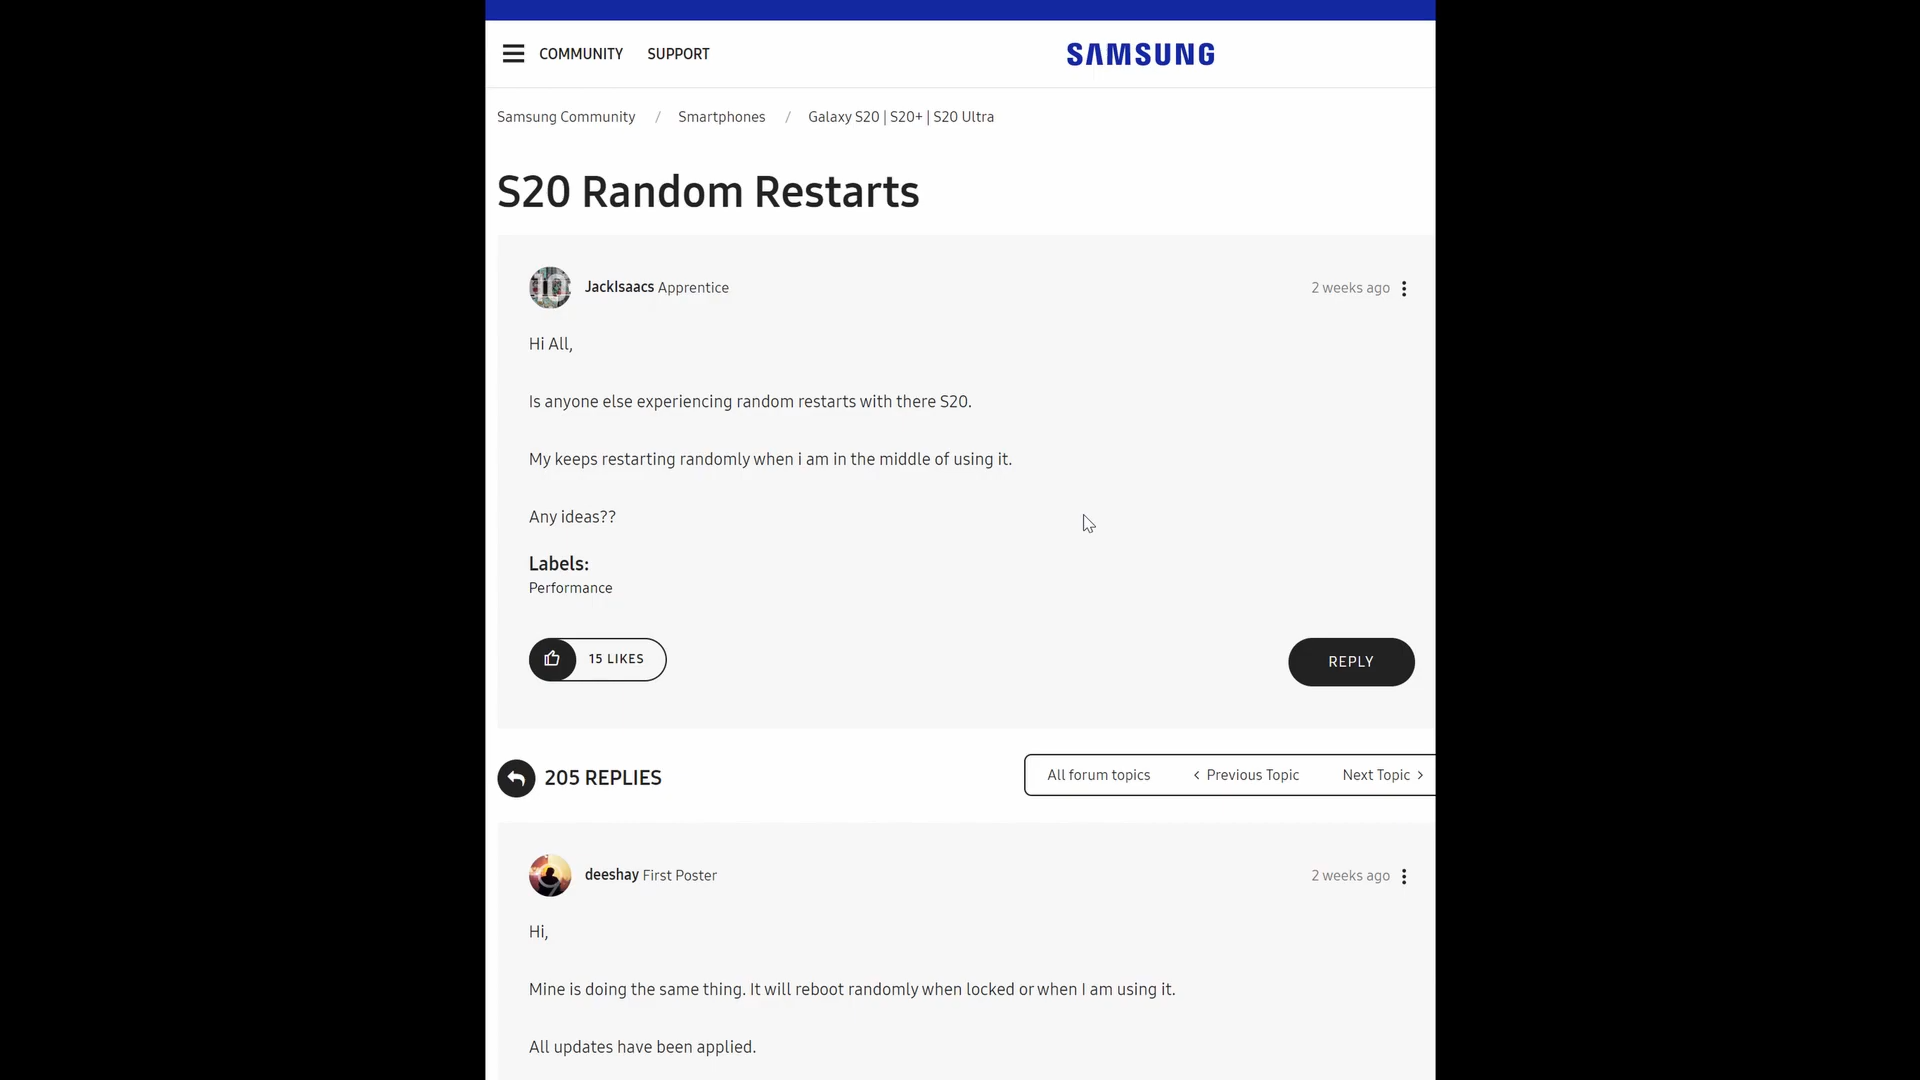 COMMUNITY SUPPORT SAMSUNG
Samsung Community / Smartphones / Galaxy S20 | S20+ | S20 Ultra
S20 Random Restarts
JackIsaacs Apprentice 2 weeks ago
Hi All,
Is anyone else experiencing random restarts with there S20.
My keeps restarting randomly when i am in the middle of using it.
Any ideas??
Labels:
Performance
15 LIKES
REPLY
205 REPLIES
All forum topics < Previous Topic Next Topic >
deeshay First Poster 2 weeks ago
Hi,
Mine is doing the same thing. It will reboot randomly when locked or when I am using it.
All updates have been applied.